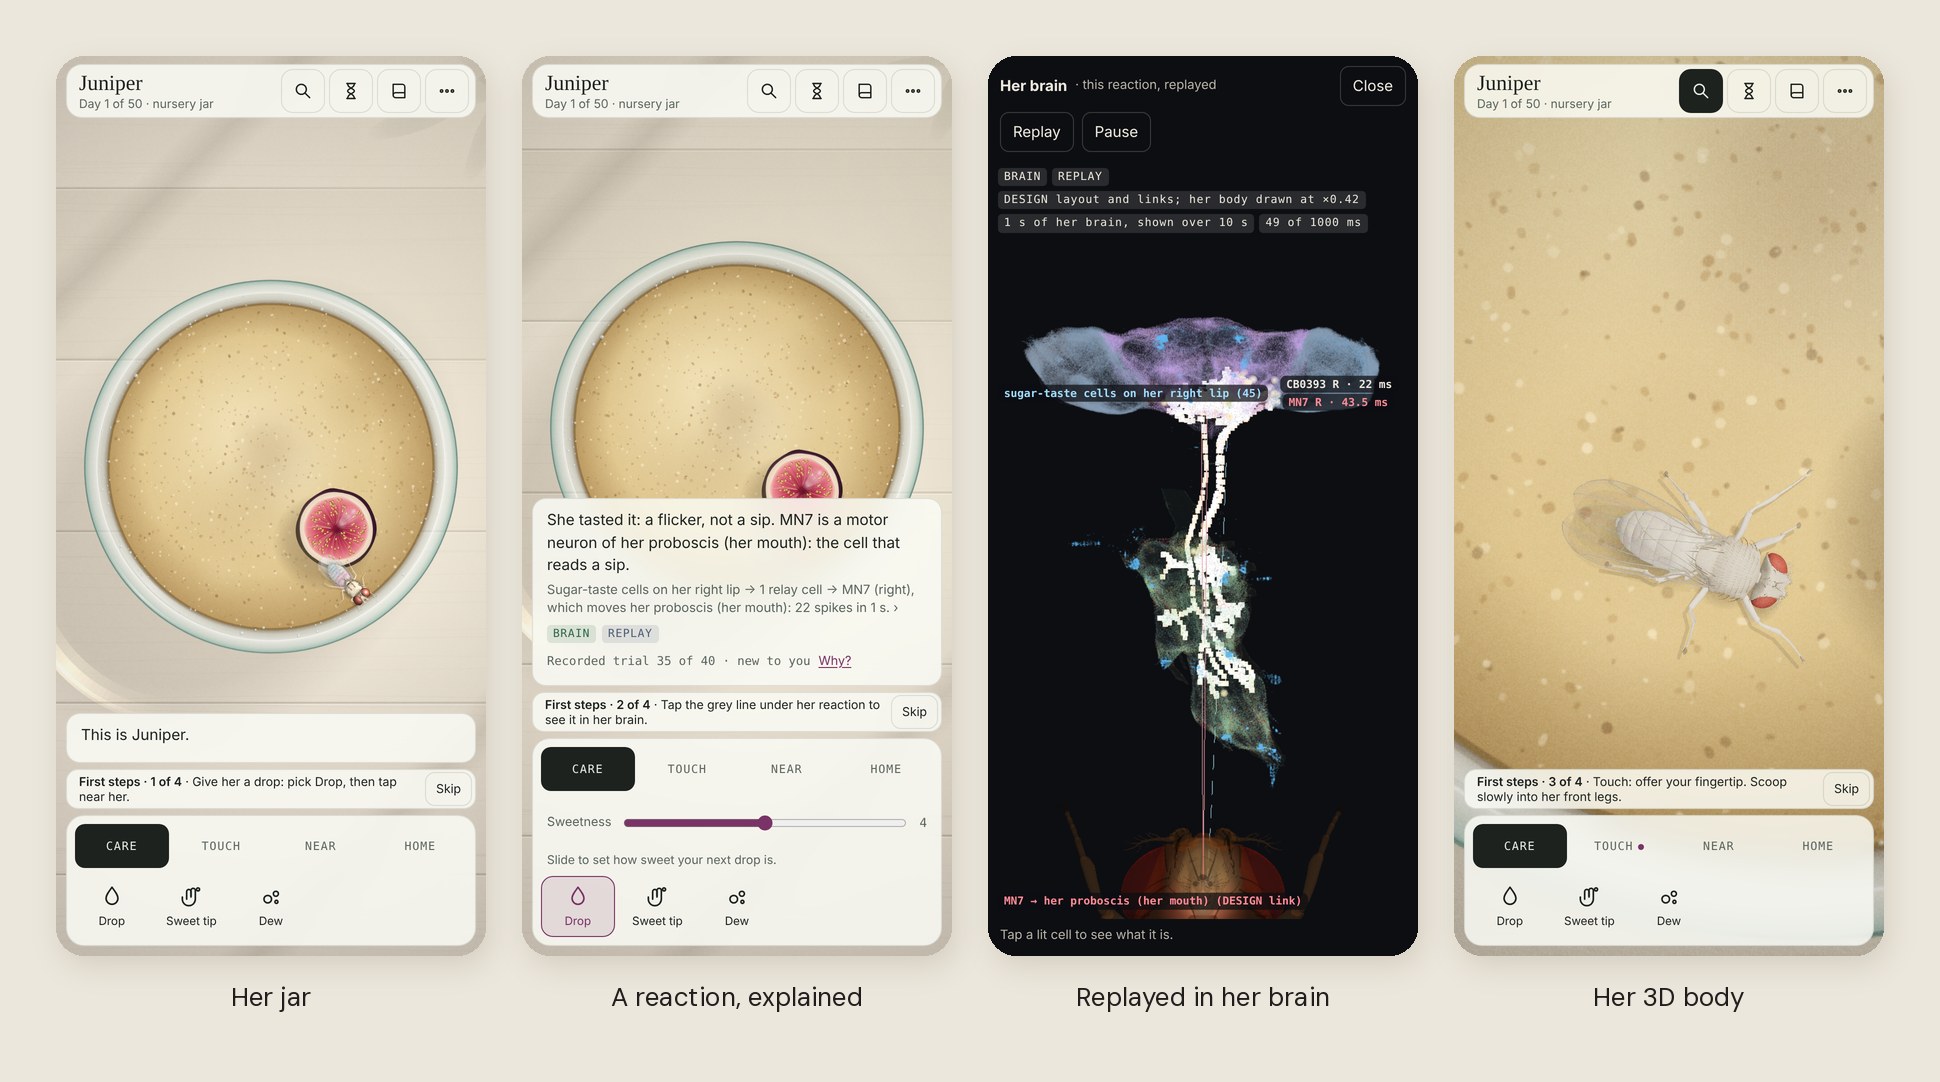 Juniper
Day 1 of 50 · nursery jar
This is Juniper.
First steps · 1 of 4 · Give her a drop: pick Drop, then tap
near her.
Skip
CARE
TOUCH
NEAR
HOME
Drop
Sweet tip
Dew
Her jar
Juniper
Day 1 of 50 · nursery jar
She tasted it: a flicker, not a sip. MN7 is a motor
neuron of her proboscis (her mouth): the cell that
reads a sip.
Sugar-taste cells on her right lip → 1 relay cell → MN7 (right),
which moves her proboscis (her mouth): 22 spikes in 1 s. ›
BRAIN
REPLAY
Recorded trial 35 of 40 · new to you Why?
First steps · 2 of 4 · Tap the grey line under her reaction to
see it in her brain.
Skip
CARE
TOUCH
NEAR
HOME
Sweetness
4
Slide to set how sweet your next drop is.
Drop
Sweet tip
Dew
A reaction, explained
Her brain · this reaction, replayed
Close
Replay
Pause
BRAIN
REPLAY
DESIGN layout and links; her body drawn at ×0.42
1 s of her brain, shown over 10 s
49 of 1000 ms
CB0393 R · 22 ms
sugar-taste cells on her right lip (45)
MN7 R · 43.5 ms
MN7 → her proboscis (her mouth) (DESIGN link)
Tap a lit cell to see what it is.
Replayed in her brain
Juniper
Day 1 of 50 · nursery jar
First steps · 3 of 4 · Touch: offer your fingertip. Scoop
slowly into her front legs.
Skip
CARE
TOUCH
NEAR
HOME
Drop
Sweet tip
Dew
Her 3D body